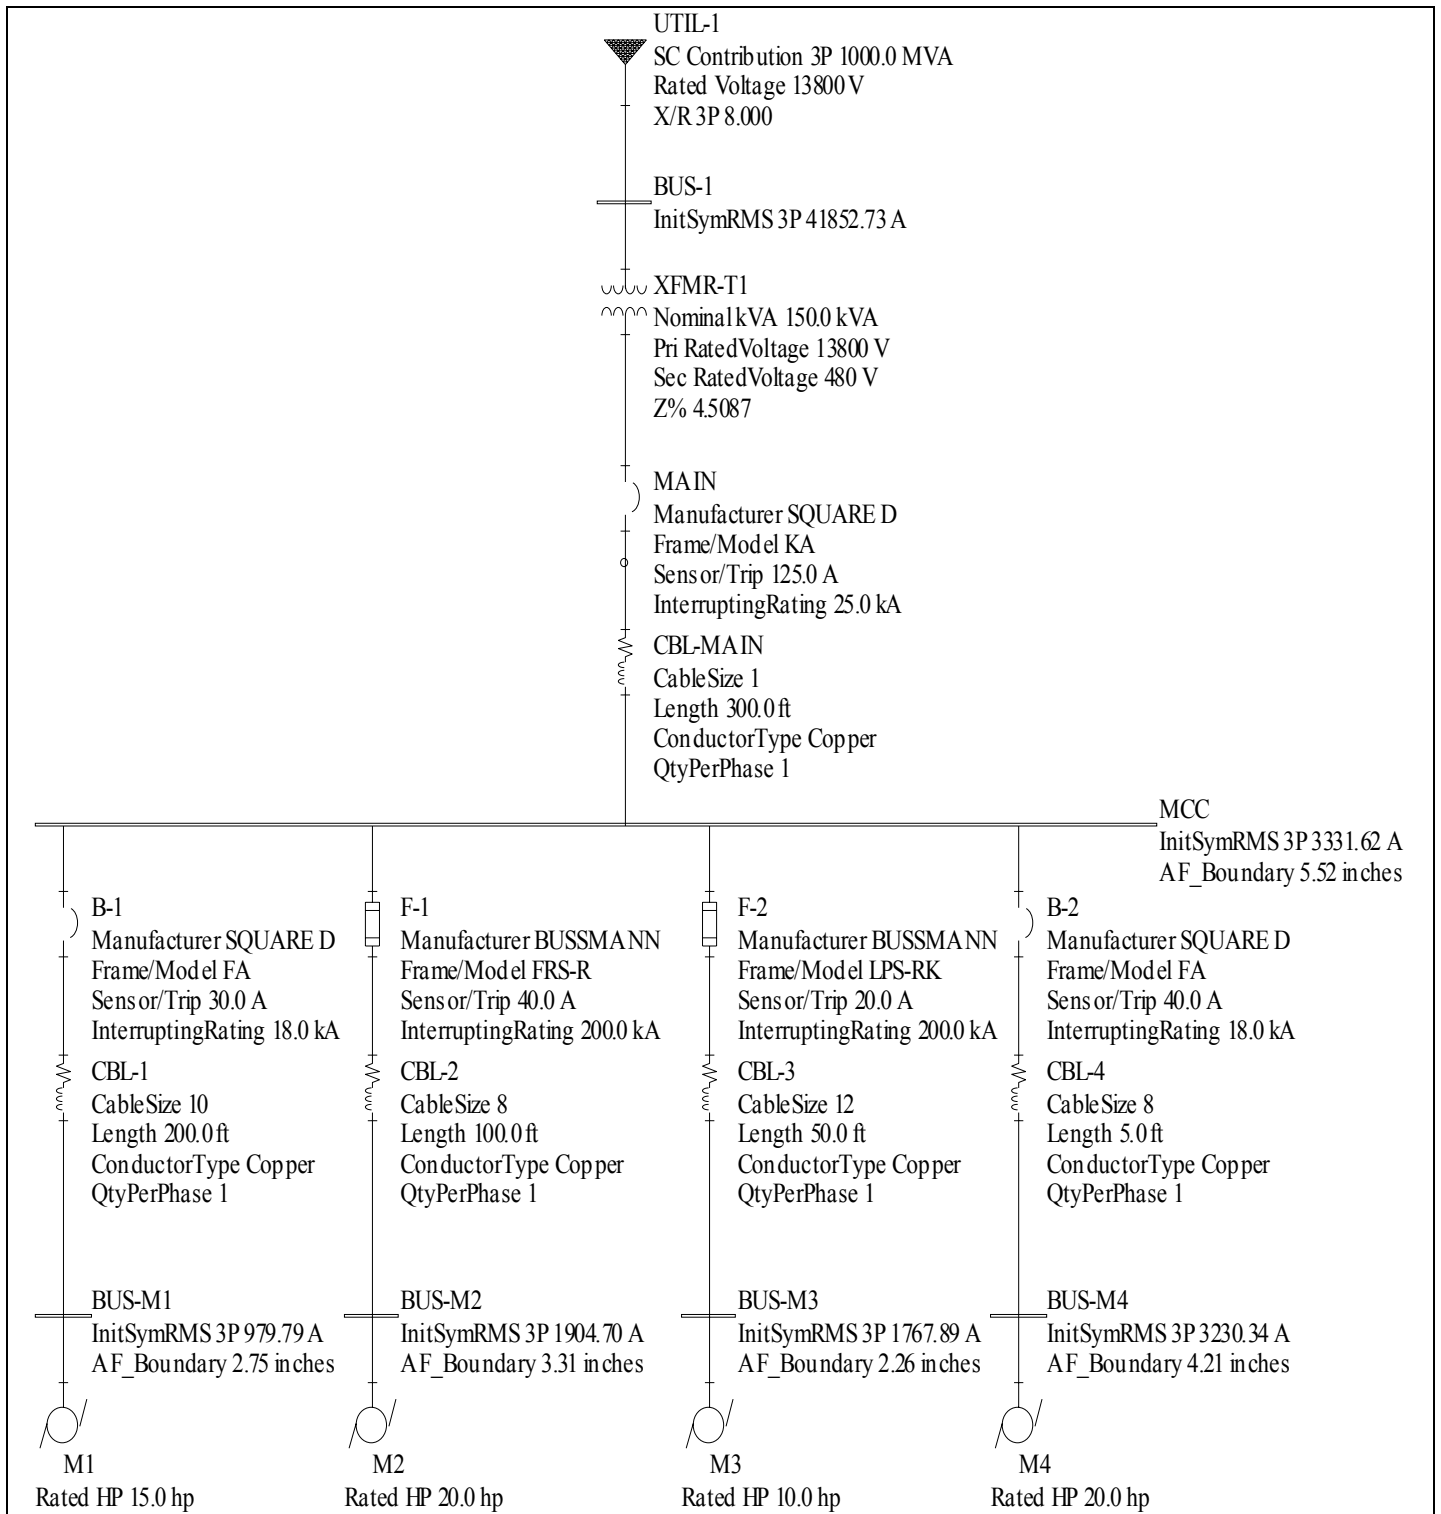 UTIL-1
SC Contribution 3P 1000.0 MVA
Rated Voltage 13800 V
X/R 3P 8.000
BUS-1
InitSymRMS 3P 41852.73 A
XFMR-T1
Nominal kVA 150.0 kVA
Pri RatedVoltage 13800 V
Sec RatedVoltage 480 V
Z% 4.5087
MAIN
Manufacturer SQUARE D
Frame/Model KA
Sensor/Trip 125.0 A
InterruptingRating 25.0 kA
CBL-MAIN
CableSize 1
Length 300.0 ft
ConductorType Copper
QtyPerPhase 1
MCC
InitSymRMS 3P 3331.62 A
AF_Boundary 5.52 inches
B-1
Manufacturer SQUARE D
Frame/Model FA
Sensor/Trip 30.0 A
InterruptingRating 18.0 kA
CBL-1
CableSize 10
Length 200.0 ft
ConductorType Copper
QtyPerPhase 1
BUS-M1
InitSymRMS 3P 979.79 A
AF_Boundary 2.75 inches
M1
Rated HP 15.0 hp
F-1
Manufacturer BUSSMANN
Frame/Model FRS-R
Sensor/Trip 40.0 A
InterruptingRating 200.0 kA
CBL-2
CableSize 8
Length 100.0 ft
ConductorType Copper
QtyPerPhase 1
BUS-M2
InitSymRMS 3P 1904.70 A
AF_Boundary 3.31 inches
M2
Rated HP 20.0 hp
F-2
Manufacturer BUSSMANN
Frame/Model LPS-RK
Sensor/Trip 20.0 A
InterruptingRating 200.0 kA
CBL-3
CableSize 12
Length 50.0 ft
ConductorType Copper
QtyPerPhase 1
BUS-M3
InitSymRMS 3P 1767.89 A
AF_Boundary 2.26 inches
M3
Rated HP 10.0 hp
B-2
Manufacturer SQUARE D
Frame/Model FA
Sensor/Trip 40.0 A
InterruptingRating 18.0 kA
CBL-4
CableSize 8
Length 5.0 ft
ConductorType Copper
QtyPerPhase 1
BUS-M4
InitSymRMS 3P 3230.34 A
AF_Boundary 4.21 inches
M4
Rated HP 20.0 hp